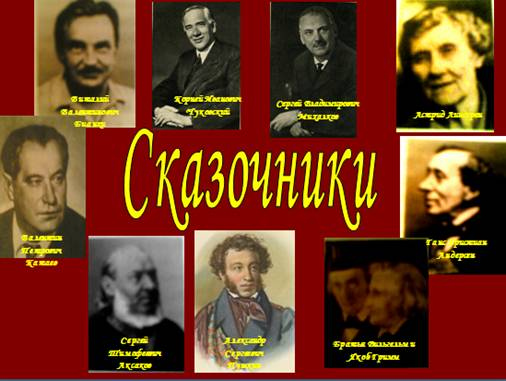 Виталий
Валентинович
Бианки
Корней Иванович
Чуковский
Сергей Владимирович
Михалков
Астрид Линдгрен
Сказочники
Валентин
Петрович
Катаев
Ганс Христиан
Андерсен
Сергей
Тимофеевич
Аксаков
Александр
Сергеевич
Пушкин
Братья Вильгельм и
Якоб Гримм